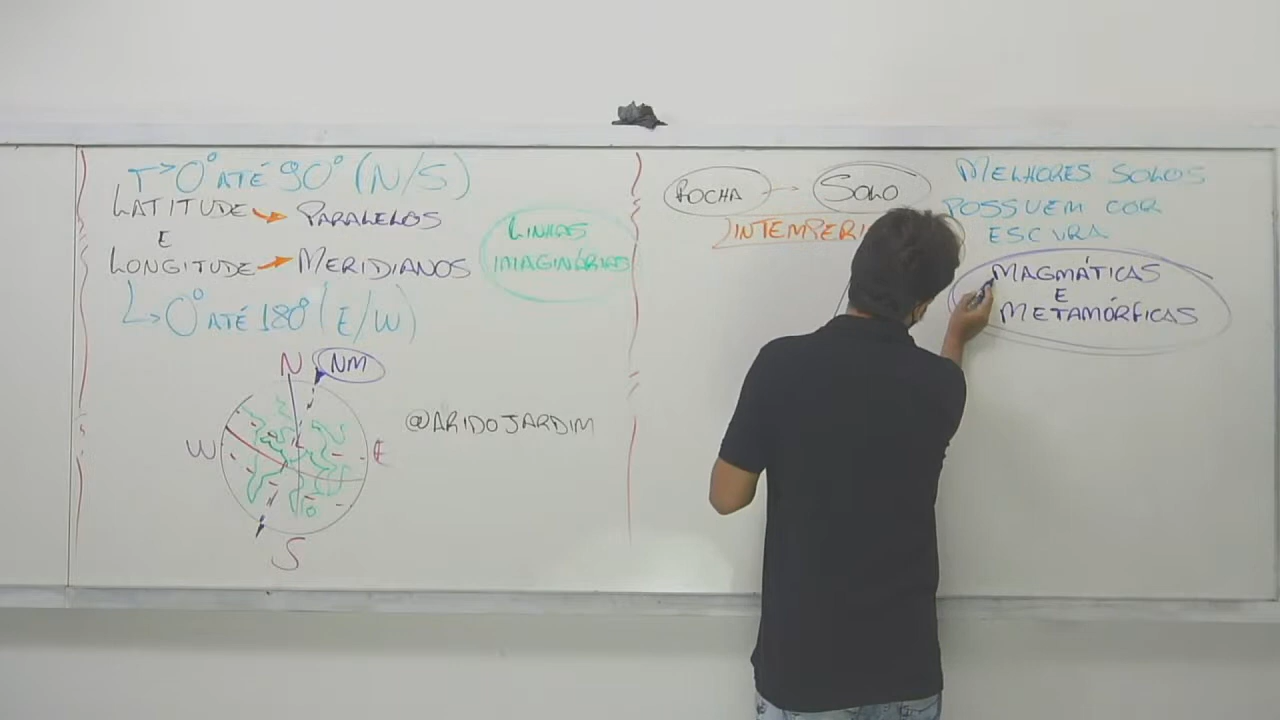 0° ATÉ 90° (N/S)
LATITUDE → PARALELOS
E
LONGITUDE → MERIDIANOS
0° ATÉ 180° (E/W)
LINHAS
IMAGINÁRIAS
N
NM
W
E
S
@ARIDOJARDIM
ROCHA → SOLO
MELHORES SOLOS
POSSUEM COR
ESCURA
MAGMÁTICAS
E
METAMÓRFICAS